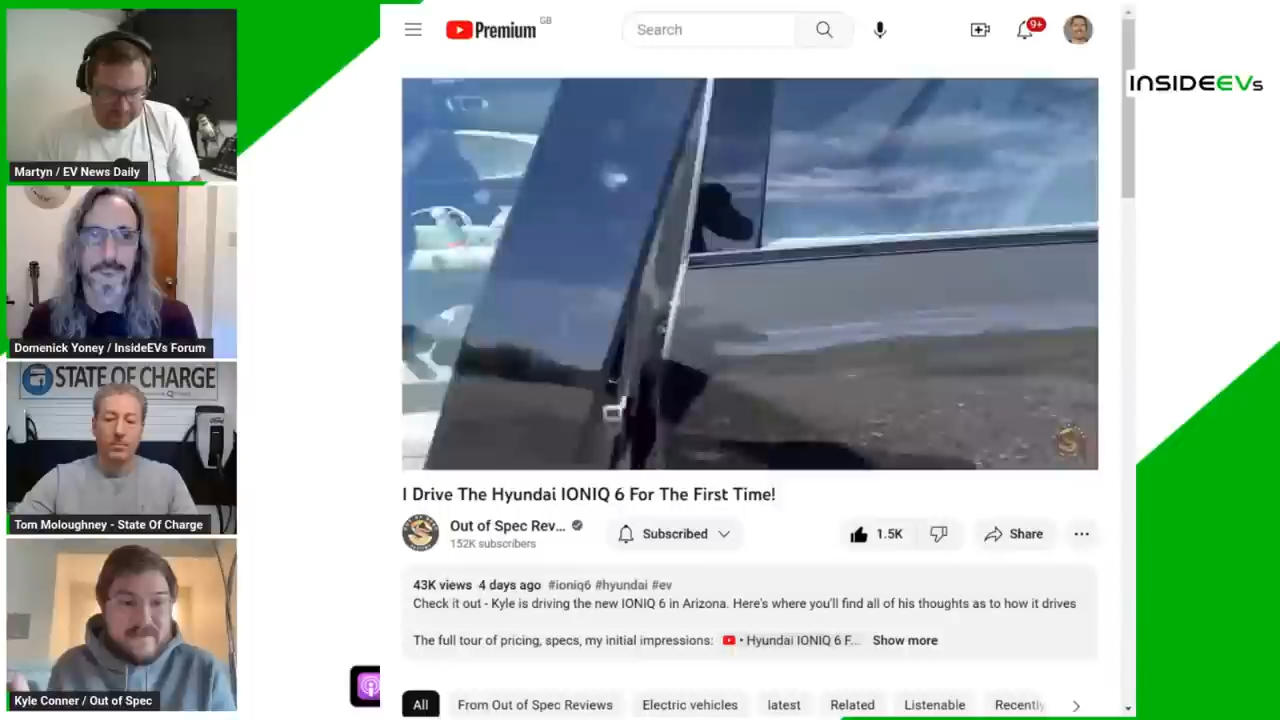 Martyn / EV News Daily
Domenick Yoney / InsideEVs Forum
STATE OF CHARGE
Tom Moloughney - State Of Charge
Kyle Conner / Out of Spec
Premium GB
Search
9+
INSIDEEVs
I Drive The Hyundai IONIQ 6 For The First Time!
Out of Spec Rev...
152K subscribers
Subscribed
1.5K
Share
43K views 4 days ago #ioniq6 #hyundai #ev
Check it out - Kyle is driving the new IONIQ 6 in Arizona. Here's where you'll find all of his thoughts as to how it drives
The full tour of pricing, specs, my initial impressions: • Hyundai IONIQ 6 F... Show more
All
From Out of Spec Reviews
Electric vehicles
latest
Related
Listenable
Recently